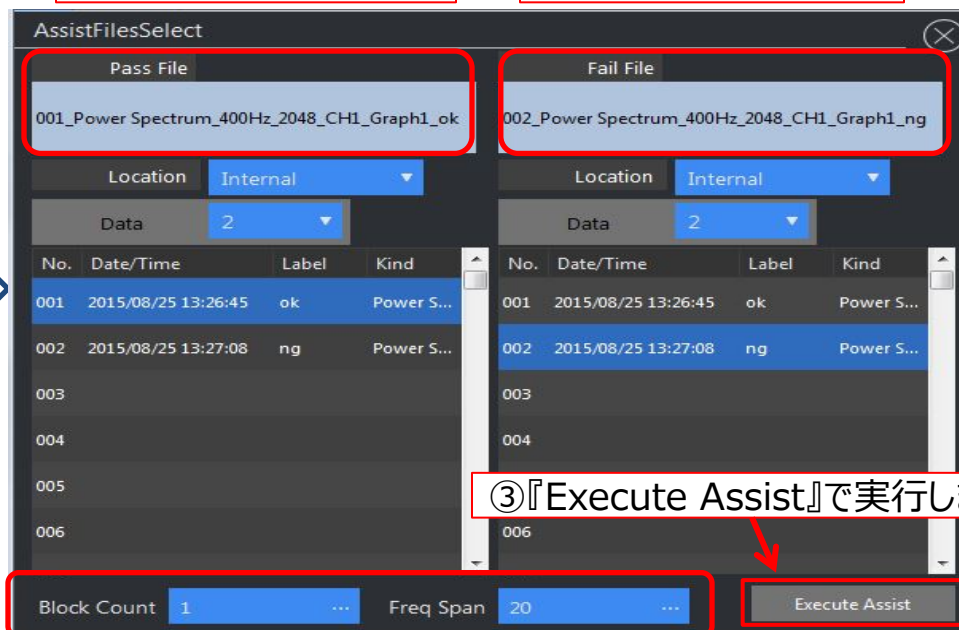 AssistFilesSelect
Pass File
Fail File
001_Power Spectrum_400Hz_2048_CH1_Graph1_ok
002_Power Spectrum_400Hz_2048_CH1_Graph1_ng
Location Internal
Location Internal
Data 2
Data 2
No. Date/Time Label Kind
No. Date/Time Label Kind
001 2015/08/25 13:26:45 ok Power S...
001 2015/08/25 13:26:45 ok Power S...
002 2015/08/25 13:27:08 ng Power S...
002 2015/08/25 13:27:08 ng Power S...
003
003
004
004
005
③『Execute Assist』で実行し
006
006
Block Count 1 ... Freq Span 20 ...
Execute Assist